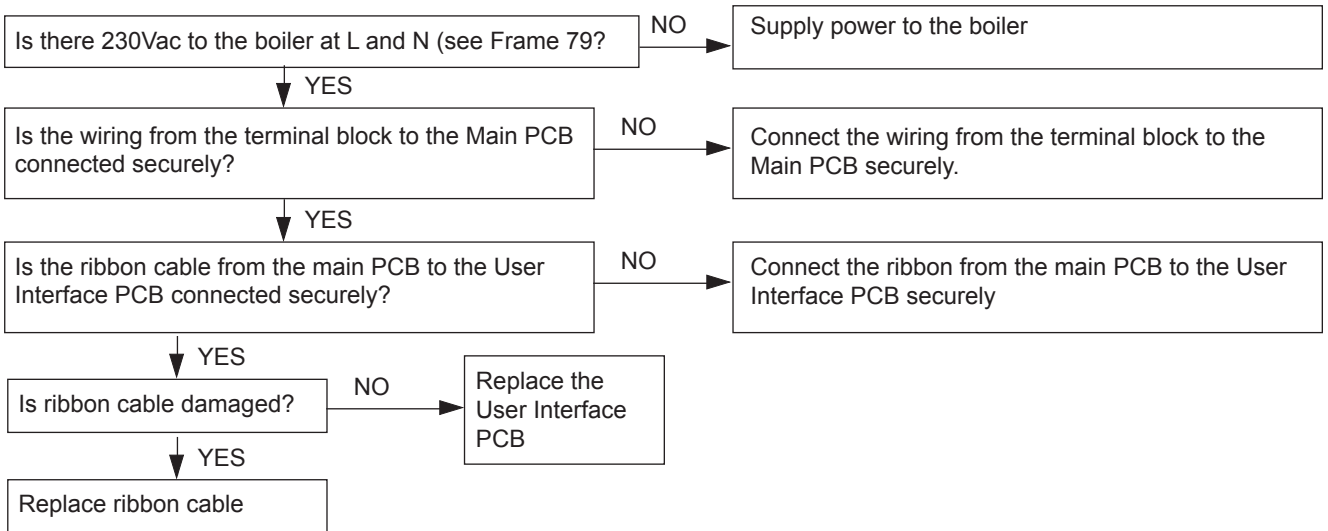 Is there 230Vac to the boiler at L and N (see Frame 79?
NO
Supply power to the boiler
YES
Is the wiring from the terminal block to the Main PCB
connected securely?
NO
Connect the wiring from the terminal block to the
Main PCB securely.
YES
Is the ribbon cable from the main PCB to the User
Interface PCB connected securely?
NO
Connect the ribbon from the main PCB to the User
Interface PCB securely
YES
Is ribbon cable damaged?
NO
Replace the
User Interface
PCB
YES
Replace ribbon cable